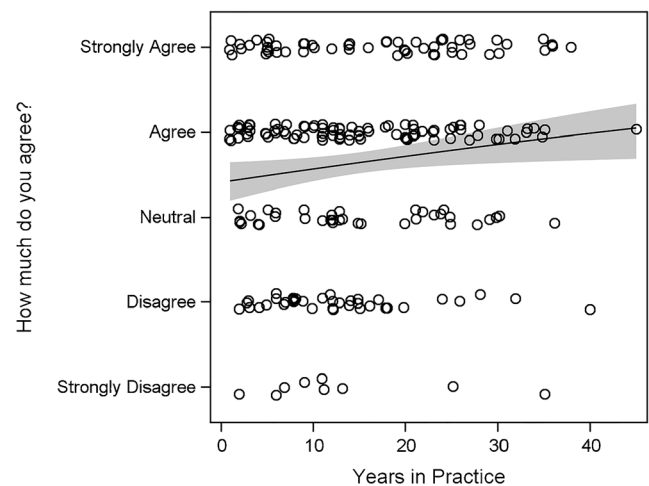 How much do you agree?
Strongly Agree
Agree
Neutral
Disagree
Strongly Disagree
0 10 20 30 40
Years in Practice